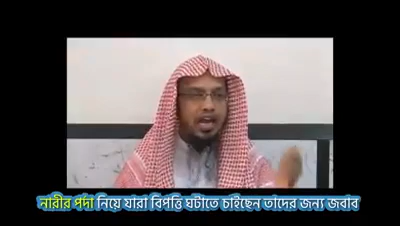 নারীর পর্দা নিয়ে যারা বিপত্তি ঘটাতে চাইছেন তাদের জন্য জবাব